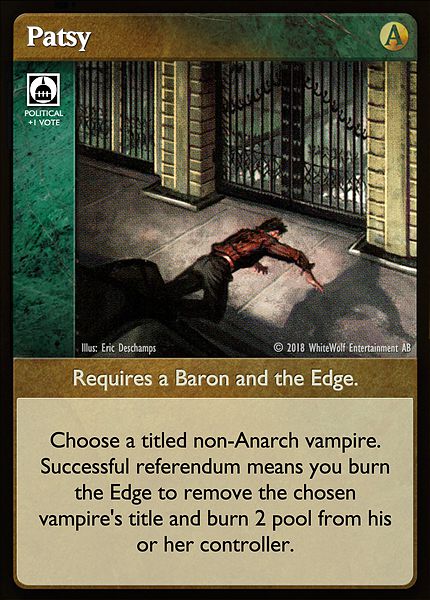 Patsy
A
POLITICAL
+1 VOTE
Illus: Eric Deschamps
© 2018 WhiteWolf Entertainment AB
Requires a Baron and the Edge.
Choose a titled non-Anarch vampire.
Successful referendum means you burn
the Edge to remove the chosen
vampire's title and burn 2 pool from his
or her controller.